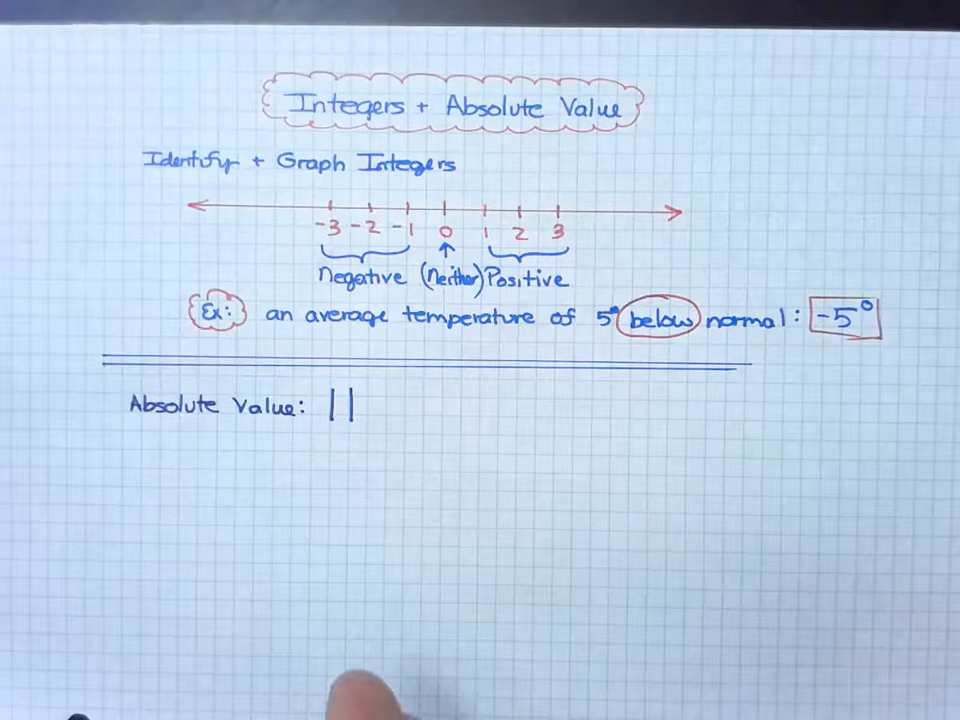 Integers + Absolute Value
Identify + Graph Integers
-3 -2 -1 0 1 2 3
Negative (Neither) Positive
Ex: an average temperature of 5° below normal: -5°
Absolute Value: | |